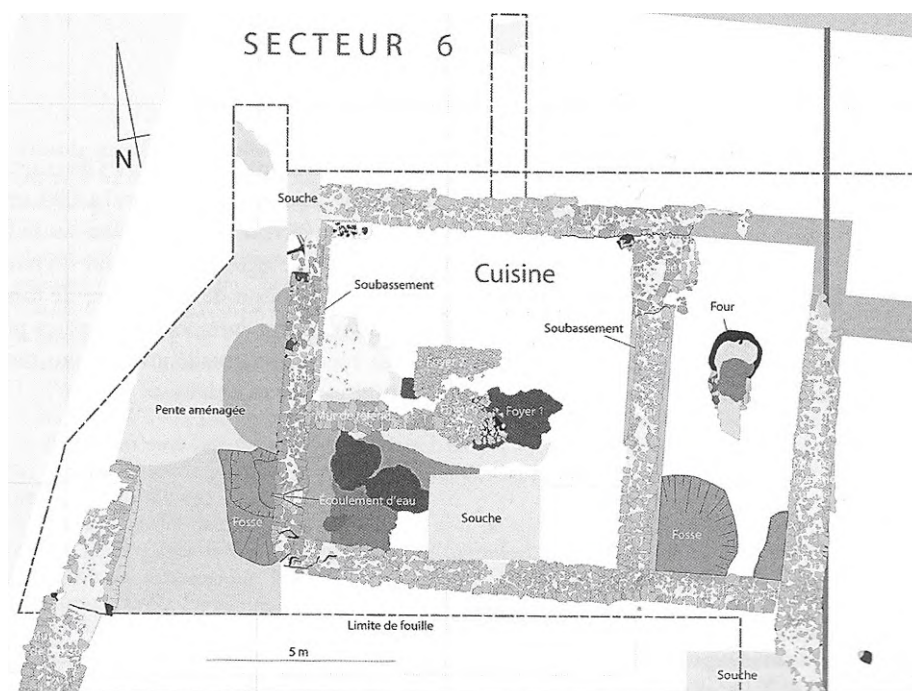 SECTEUR 6
N
Souche
Cuisine
Soubassement
Soubassement
Four
Pente aménagée
Foyer 1
Écoulement d'eau
Souche
Fosse
Fosse
Limite de fouille
5 m
Souche